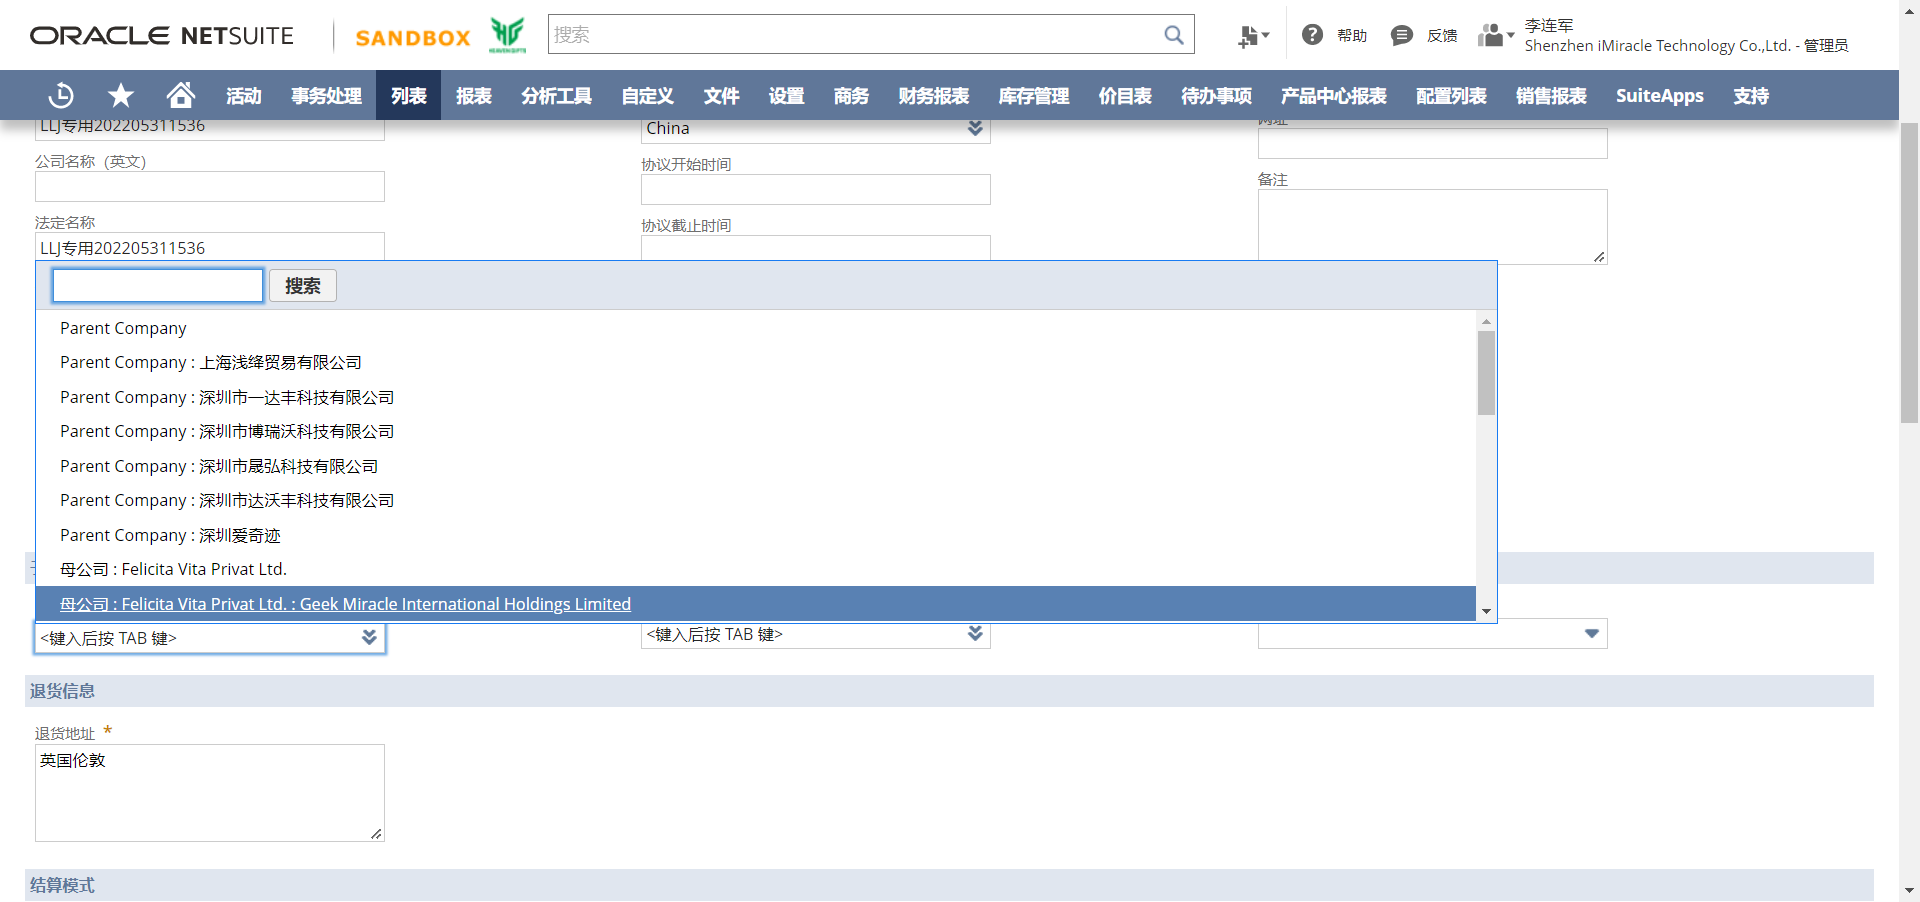 ORACLE NETSUITE
SANDBOX
HEAVEN GIFTS
搜索
帮助
反馈
李连军
Shenzhen iMiracle Technology Co.,Ltd. - 管理员
活动 事务处理 列表 报表 分析工具 自定义 文件 设置 商务 财务报表 库存管理 价目表 待办事项 产品中心报表 配置列表 销售报表 SuiteApps 支持
LLJ专用202205311536
China
网址
公司名称（英文）
协议开始时间
备注
法定名称
协议截止时间
LLJ专用202205311536
搜索
Parent Company
Parent Company : 上海浅绛贸易有限公司
Parent Company : 深圳市一达丰科技有限公司
Parent Company : 深圳市博瑞沃科技有限公司
Parent Company : 深圳市晟弘科技有限公司
Parent Company : 深圳市达沃丰科技有限公司
Parent Company : 深圳爱奇迹
母公司 : Felicita Vita Privat Ltd.
母公司 : Felicita Vita Privat Ltd. : Geek Miracle International Holdings Limited
<键入后按 TAB 键>
<键入后按 TAB 键>
退货信息
退货地址 *
英国伦敦
结算模式